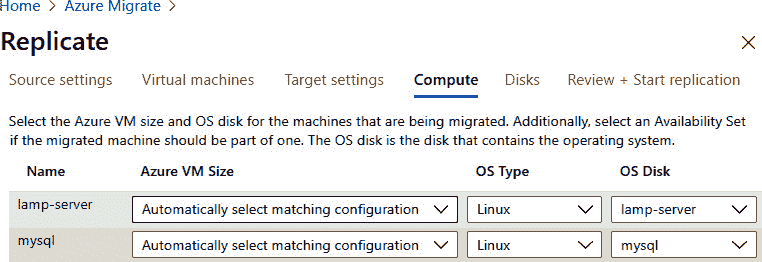 Home > Azure Migrate >
Replicate
Source settings Virtual machines Target settings Compute Disks Review + Start replication
Select the Azure VM size and OS disk for the machines that are being migrated. Additionally, select an Availability Set
if the migrated machine should be part of one. The OS disk is the disk that contains the operating system.
Name Azure VM Size OS Type OS Disk
lamp-server Automatically select matching configuration Linux lamp-server
mysql Automatically select matching configuration Linux mysql